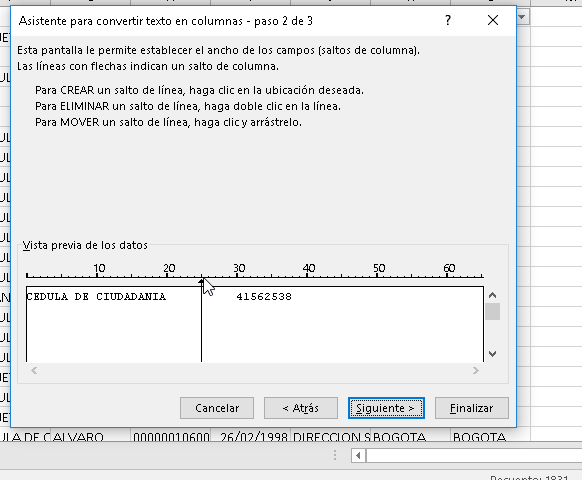 Asistente para convertir texto en columnas - paso 2 de 3
Esta pantalla le permite establecer el ancho de los campos (saltos de columna).
Las líneas con flechas indican un salto de columna.
Para CREAR un salto de línea, haga clic en la ubicación deseada.
Para ELIMINAR un salto de línea, haga doble clic en la línea.
Para MOVER un salto de línea, haga clic y arrástrelo.
Vista previa de los datos
10 20 30 40 50 60
CEDULA DE CIUDADANIA 41562538
Cancelar < Atrás Siguiente > Finalizar
ULA DE C ALVARO 00000010600 26/02/1998 DIRECCION S BOGOTA BOGOTA